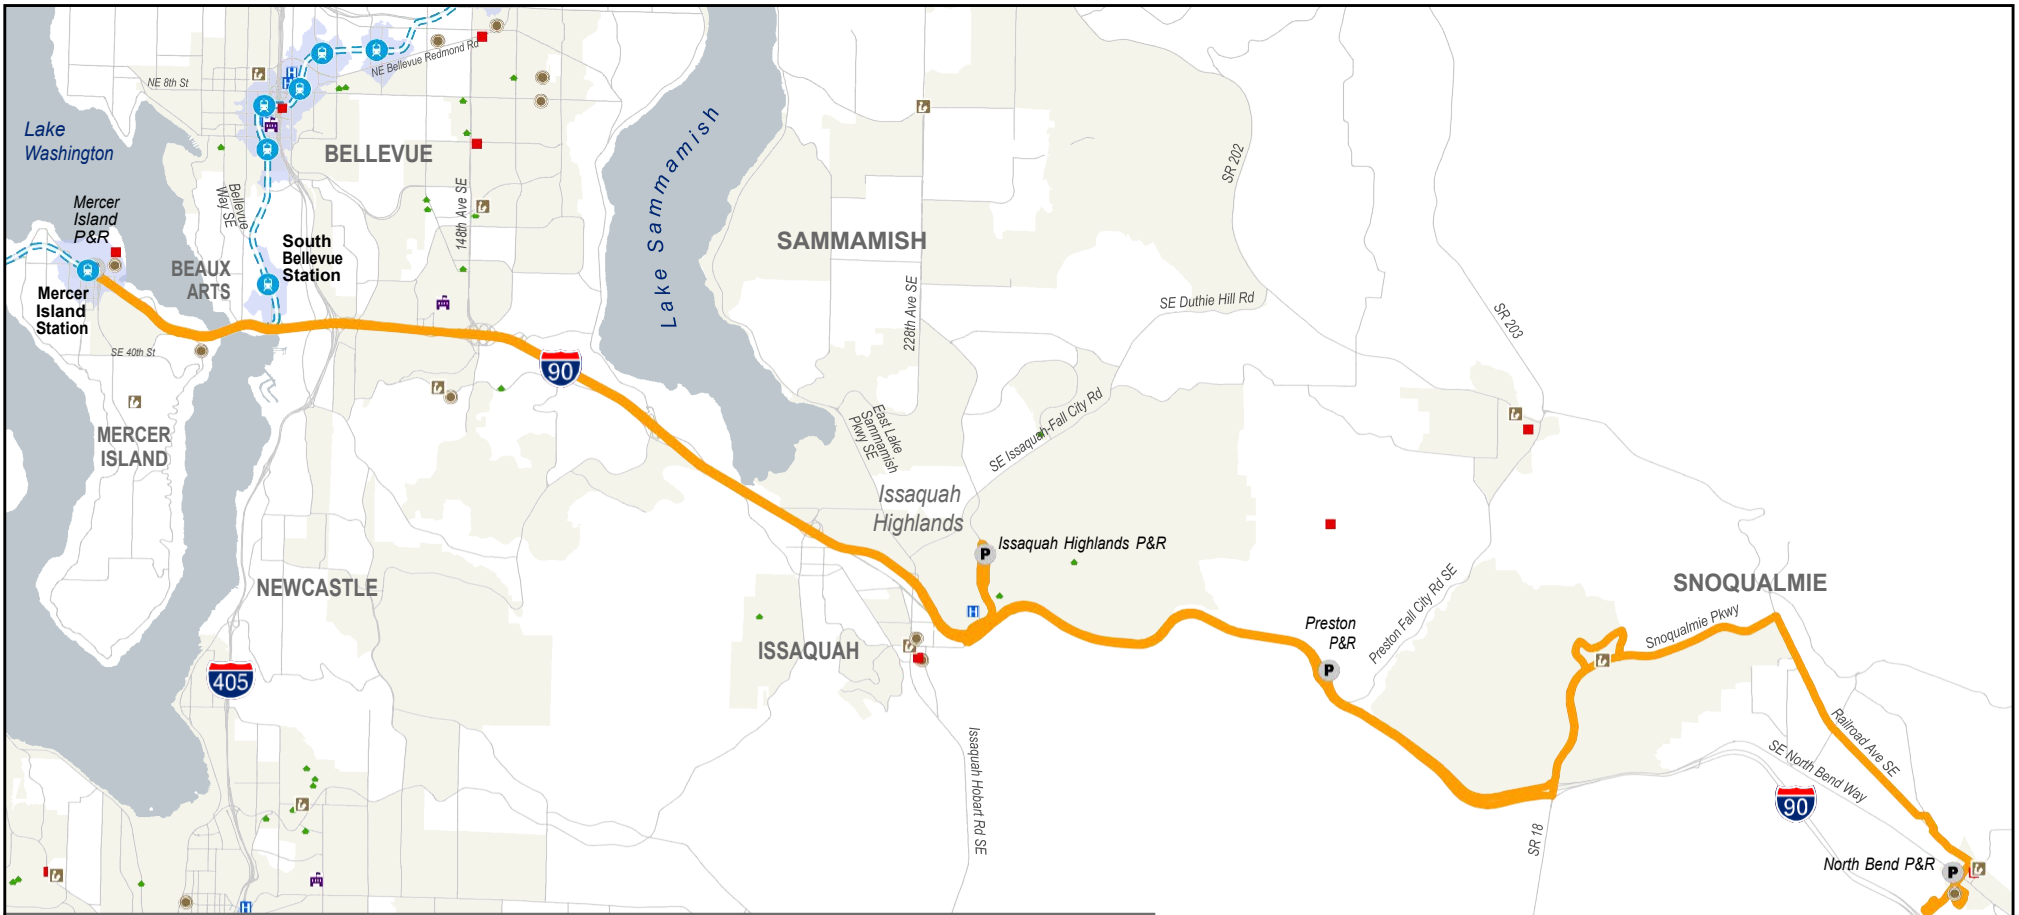 NE 8th St
NE Bellevue Redmond Rd
H
H
Lake
Washington
BELLEVUE
Lake Sammamish
SR 202
Mercer
Island
P&R
Bellevue
Way SE
148th Ave SE
South
Bellevue
Station
BEAUX
ARTS
SAMMAMISH
Mercer
Island
Station
SE 40th St
228th Ave SE
SE Duthie Hill Rd
SR 203
90
MERCER
ISLAND
East Lake
Sammamish
Pkwy SE
SE Issaquah-Fall City Rd
Issaquah
Highlands
P
Issaquah Highlands P&R
NEWCASTLE
H
ISSAQUAH
Preston
P&R
P
Preston Fall City Rd SE
SNOQUALMIE
Snoqualmie Pkwy
405
Issaquah Hobart Rd SE
Railroad Ave SE
SE North Bend Way
90
SR 18
North Bend P&R
P
H